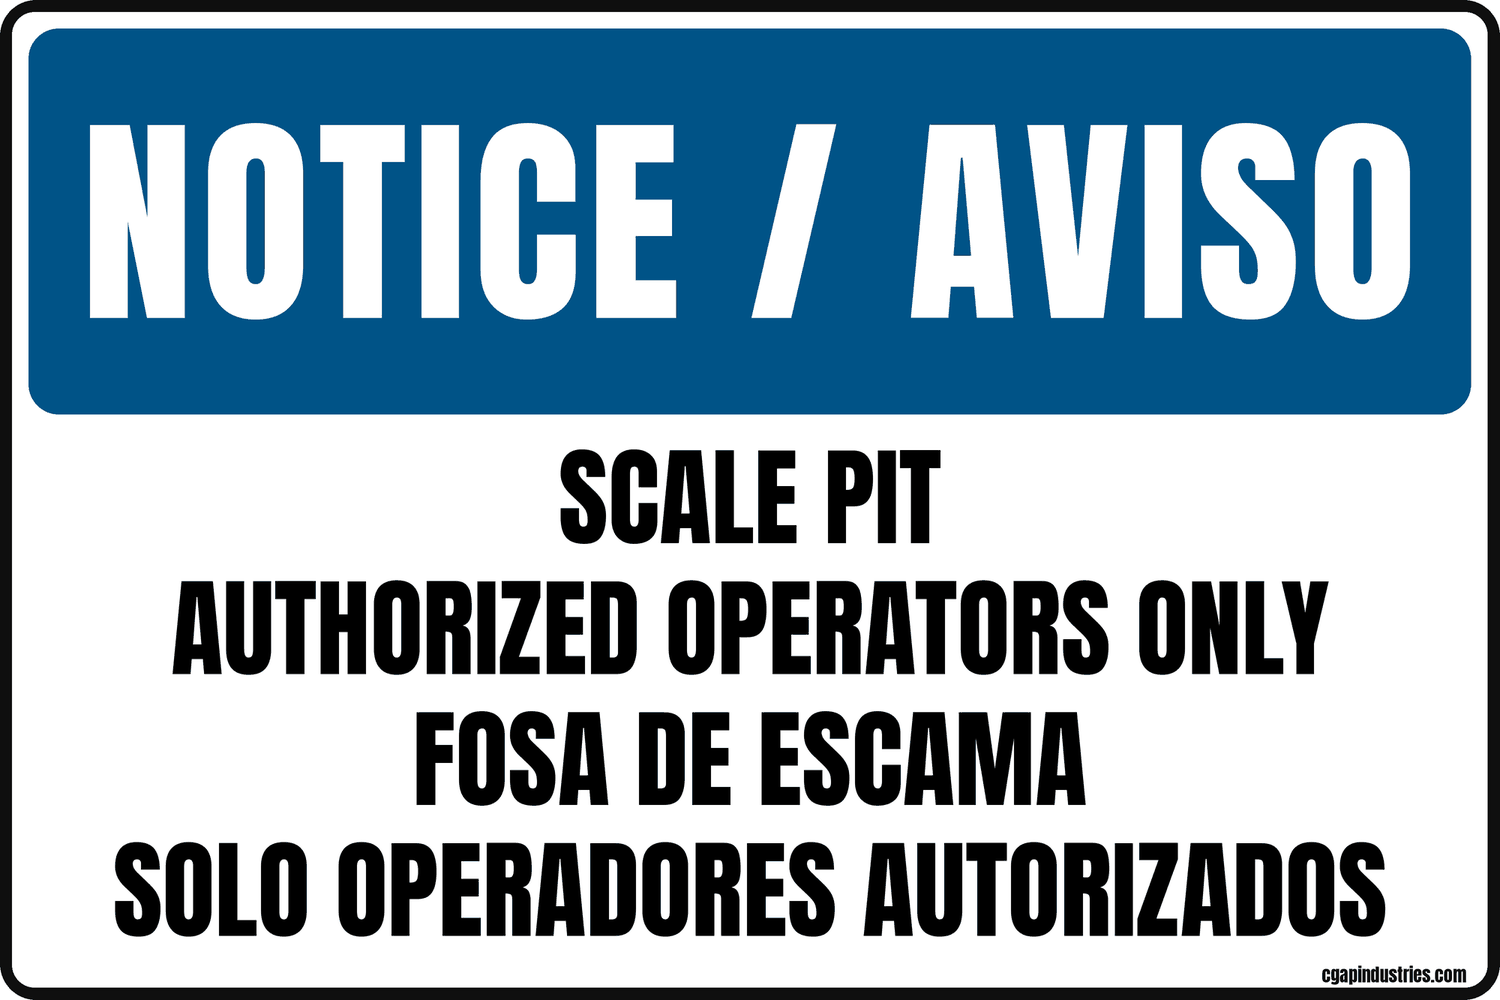 NOTICE / AVISO
SCALE PIT
AUTHORIZED OPERATORS ONLY
FOSA DE ESCAMA
SOLO OPERADORES AUTORIZADOS
cgapindustries.com